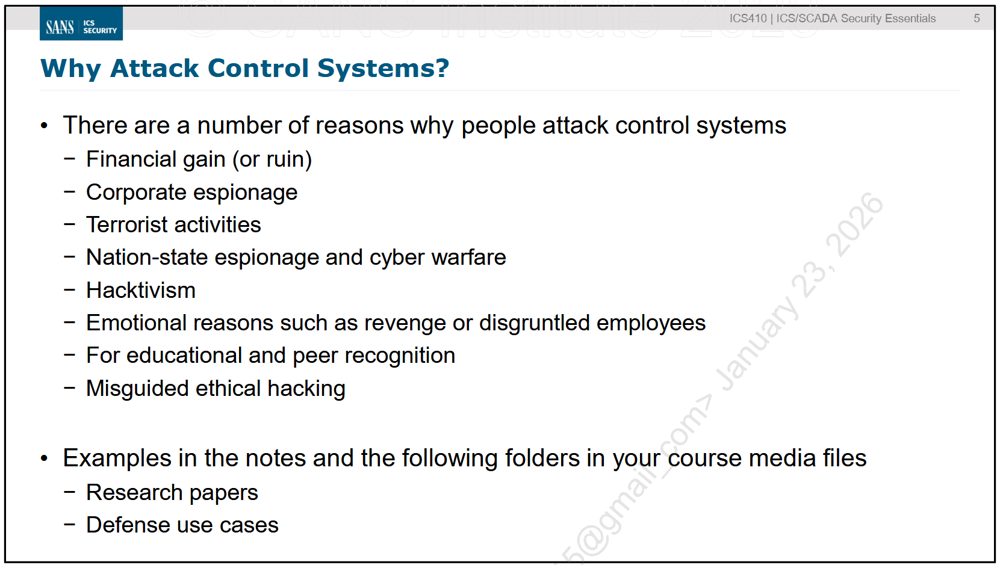 © SANS Institute 2026
SANS | ICS SECURITY
ICS410 | ICS/SCADA Security Essentials 5
Why Attack Control Systems?
• There are a number of reasons why people attack control systems
– Financial gain (or ruin)
– Corporate espionage
– Terrorist activities
– Nation-state espionage and cyber warfare
– Hacktivism
– Emotional reasons such as revenge or disgruntled employees
– For educational and peer recognition
– Misguided ethical hacking
• Examples in the notes and the following folders in your course media files
– Research papers
– Defense use cases
5@gmail_com> January 23, 2026